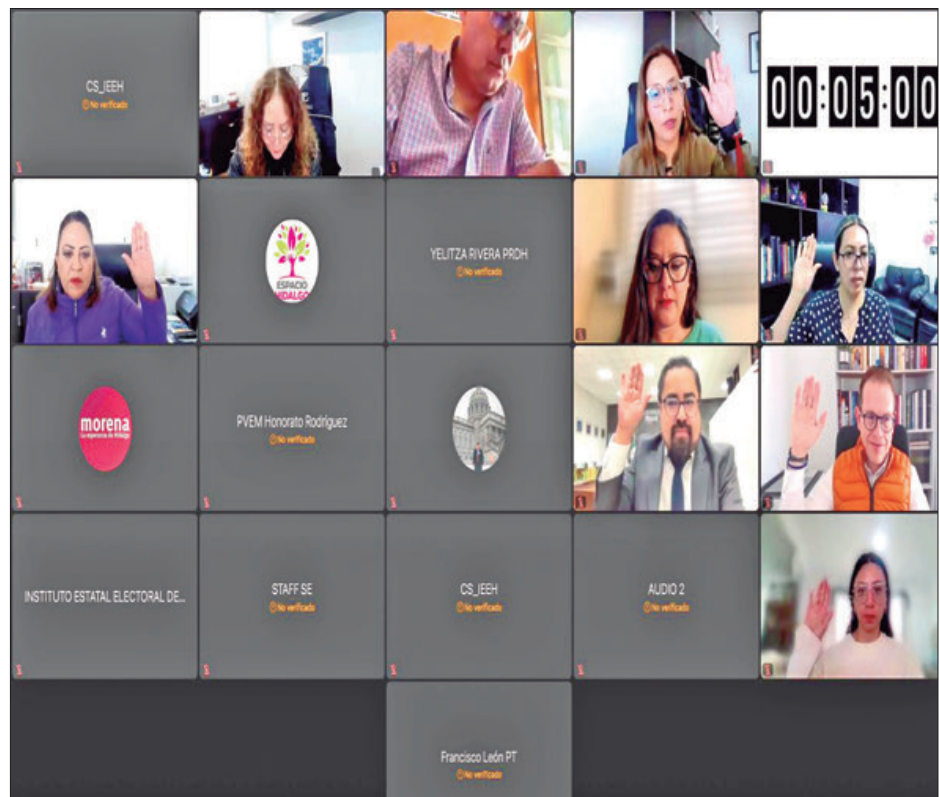 CS_IEEH
No verificado
00:05:00
ESPACIO
HIDALGO
YELITZA RIVERA PRDH
No verificado
morena
La esperanza de Hidalgo
PVEM Honorato Rodríguez
No verificado
INSTITUTO ESTATAL ELECTORAL DE...
STAFF SE
No verificado
CS_IEEH
No verificado
AUDIO 2
No verificado
Francisco León PT
No verificado